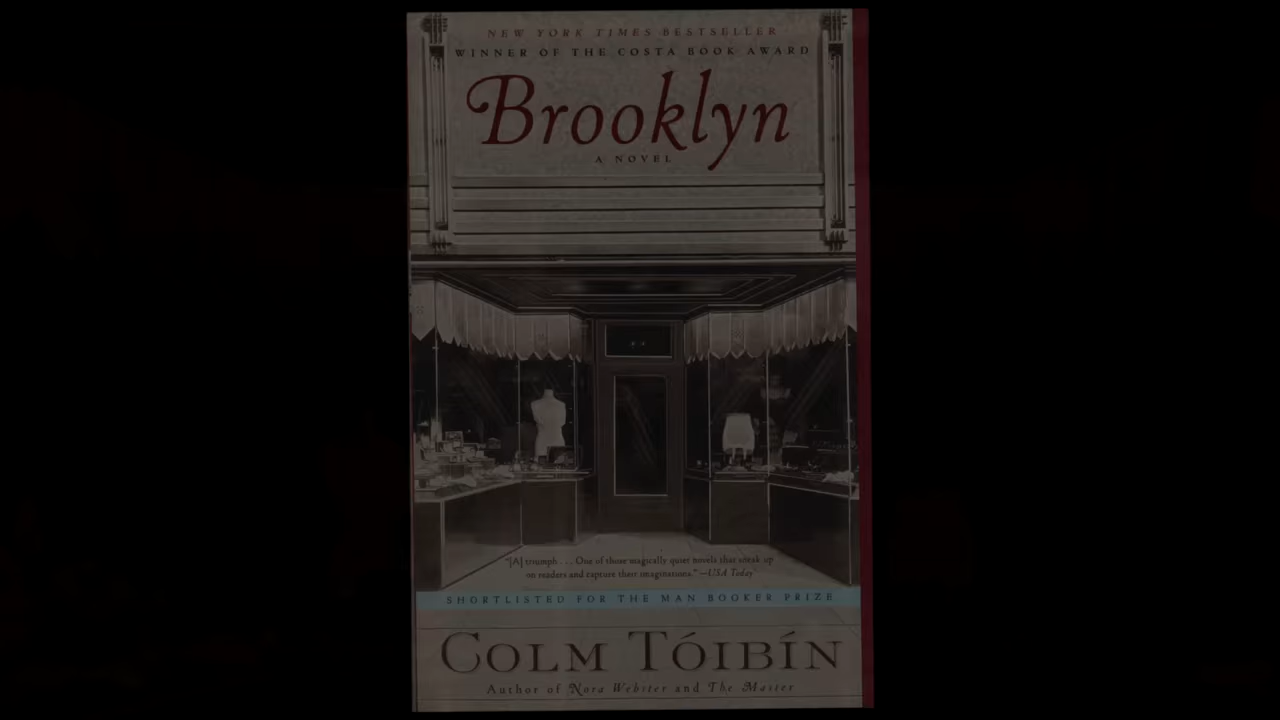 NEW YORK TIMES BESTSELLER
WINNER OF THE COSTA BOOK AWARD
Brooklyn
A NOVEL
"[A] triumph . . . One of those magically quiet novels that sneak up
on readers and capture their imaginations." —USA Today
SHORTLISTED FOR THE MAN BOOKER PRIZE
COLM TÓIBÍN
Author of Nora Webster and The Master